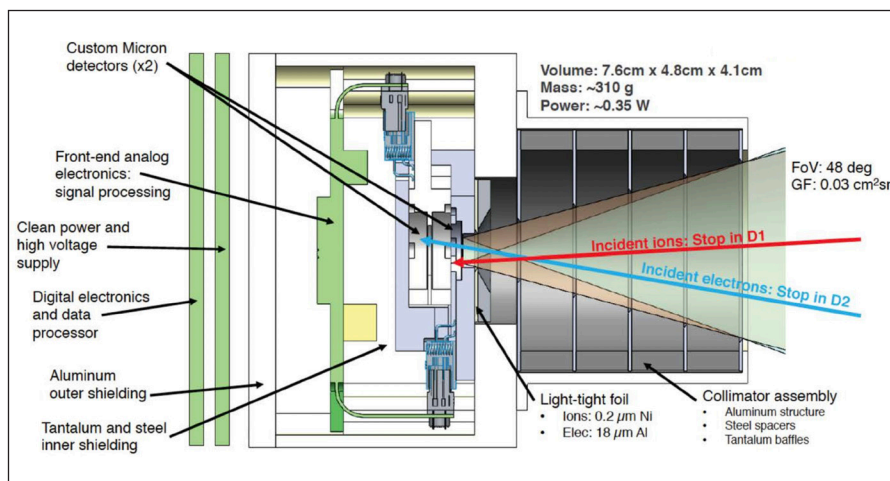 Custom Micron
detectors (x2)
Volume: 7.6cm x 4.8cm x 4.1cm
Mass: ~310 g
Power: ~0.35 W
Front-end analog
electronics:
signal processing
Clean power and
high voltage
supply
Digital electronics
and data
processor
Aluminum
outer shielding
Tantalum and steel
inner shielding
FoV: 48 deg
GF: 0.03 cm²sr
Incident ions: Stop in D1
Incident electrons: Stop in D2
Light-tight foil
• Ions: 0.2 µm Ni
• Elec: 18 µm Al
Collimator assembly
• Aluminum structure
• Steel spacers
• Tantalum baffles